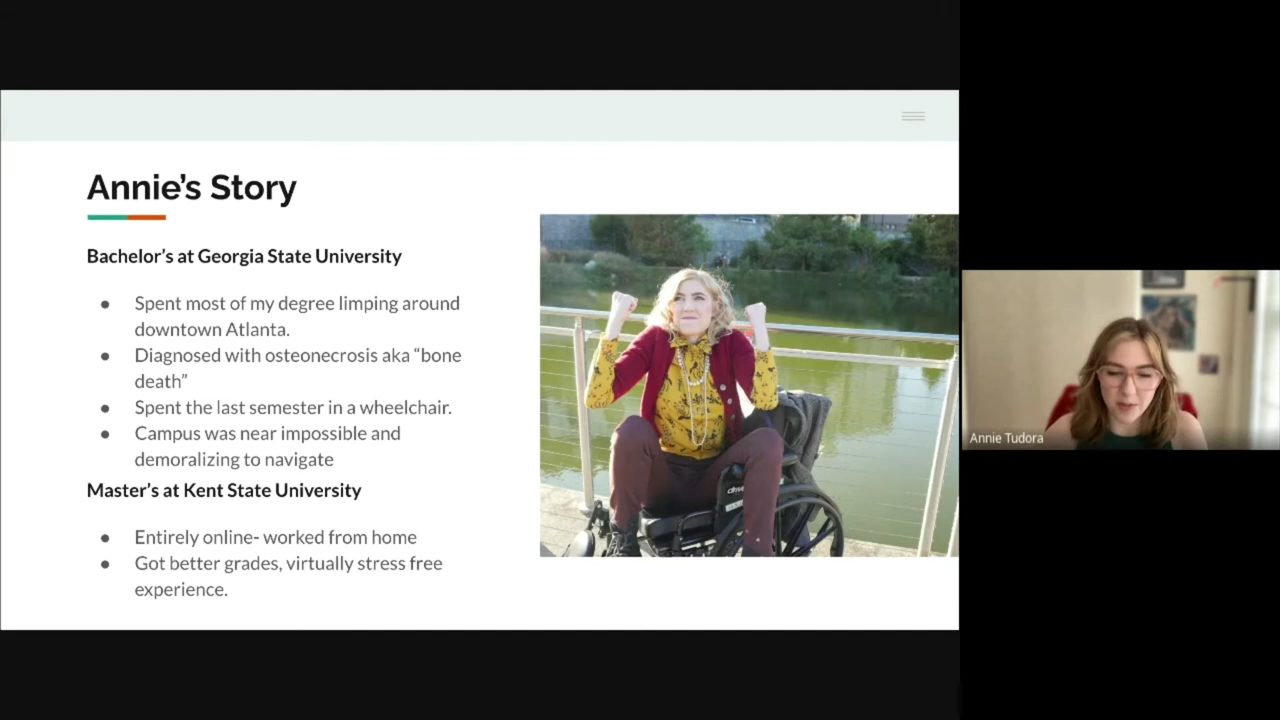 Annie's Story
Bachelor's at Georgia State University
● Spent most of my degree limping around
downtown Atlanta.
● Diagnosed with osteonecrosis aka “bone
death”
● Spent the last semester in a wheelchair.
● Campus was near impossible and
demoralizing to navigate
Master's at Kent State University
● Entirely online- worked from home
● Got better grades, virtually stress free
experience.
Annie Tudora